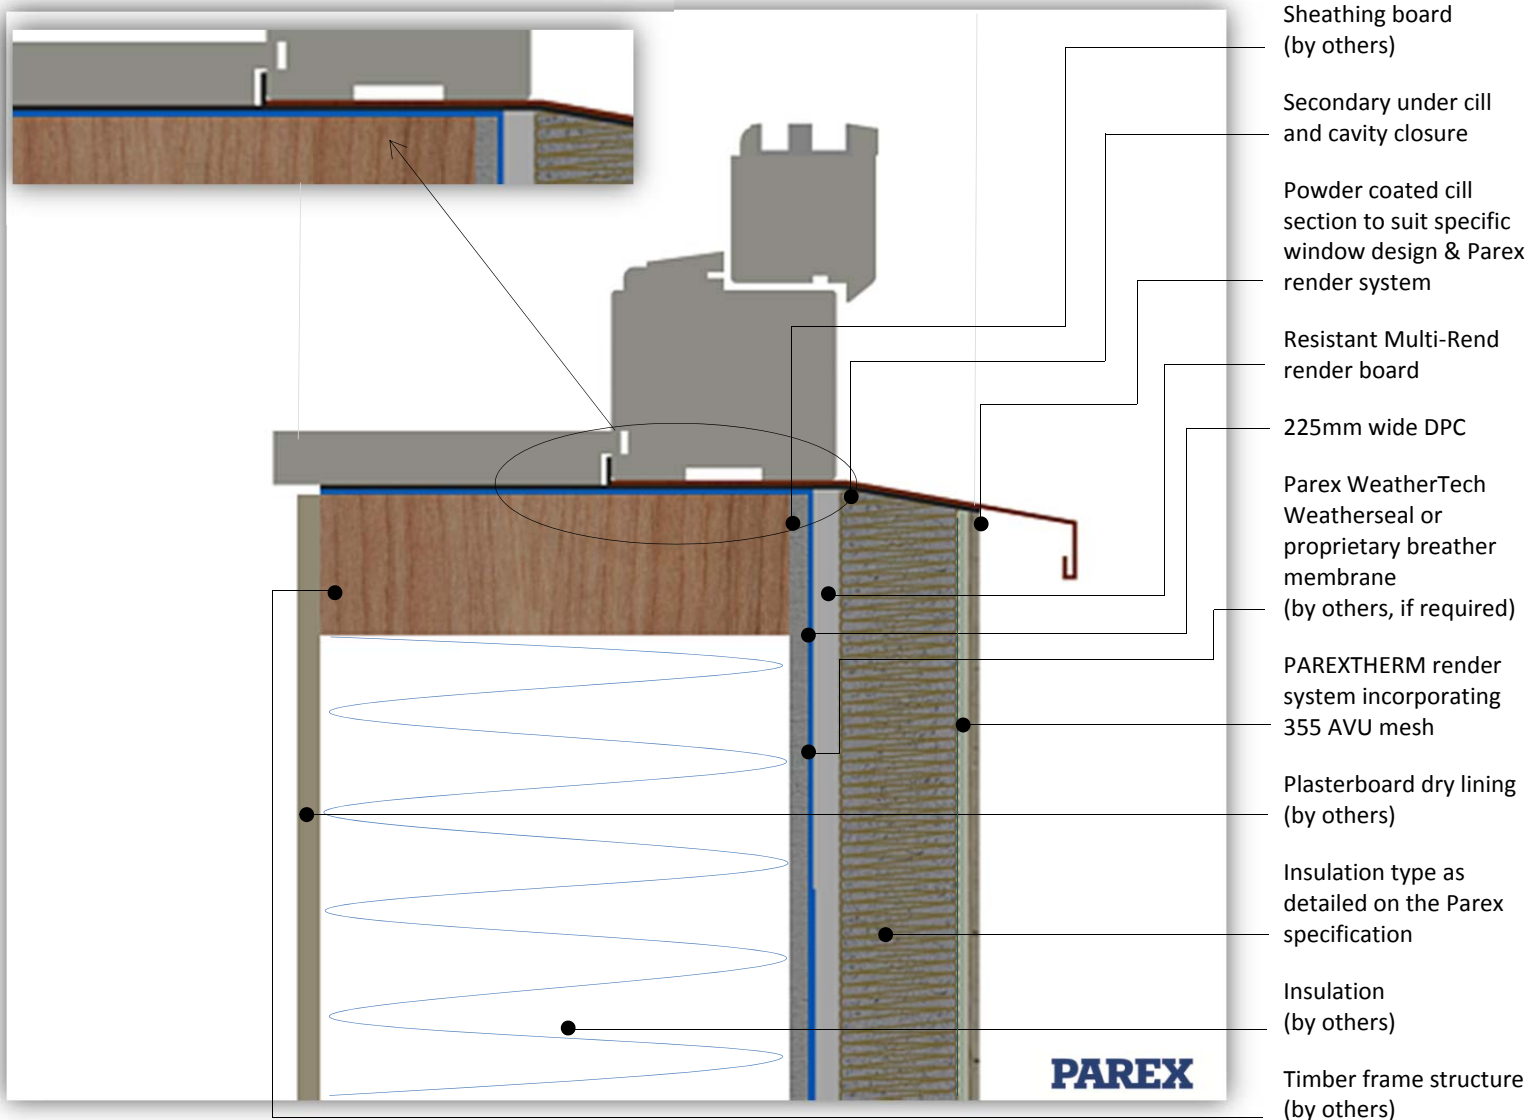 Sheathing board
(by others)
Secondary under cill
and cavity closure
Powder coated cill
section to suit specific
window design & Parex
render system
Resistant Multi-Rend
render board
225mm wide DPC
Parex WeatherTech
Weatherseal or
proprietary breather
membrane
(by others, if required)
PAREXTHERM render
system incorporating
355 AVU mesh
Plasterboard dry lining
(by others)
Insulation type as
detailed on the Parex
specification
Insulation
(by others)
Timber frame structure
(by others)
PAREX